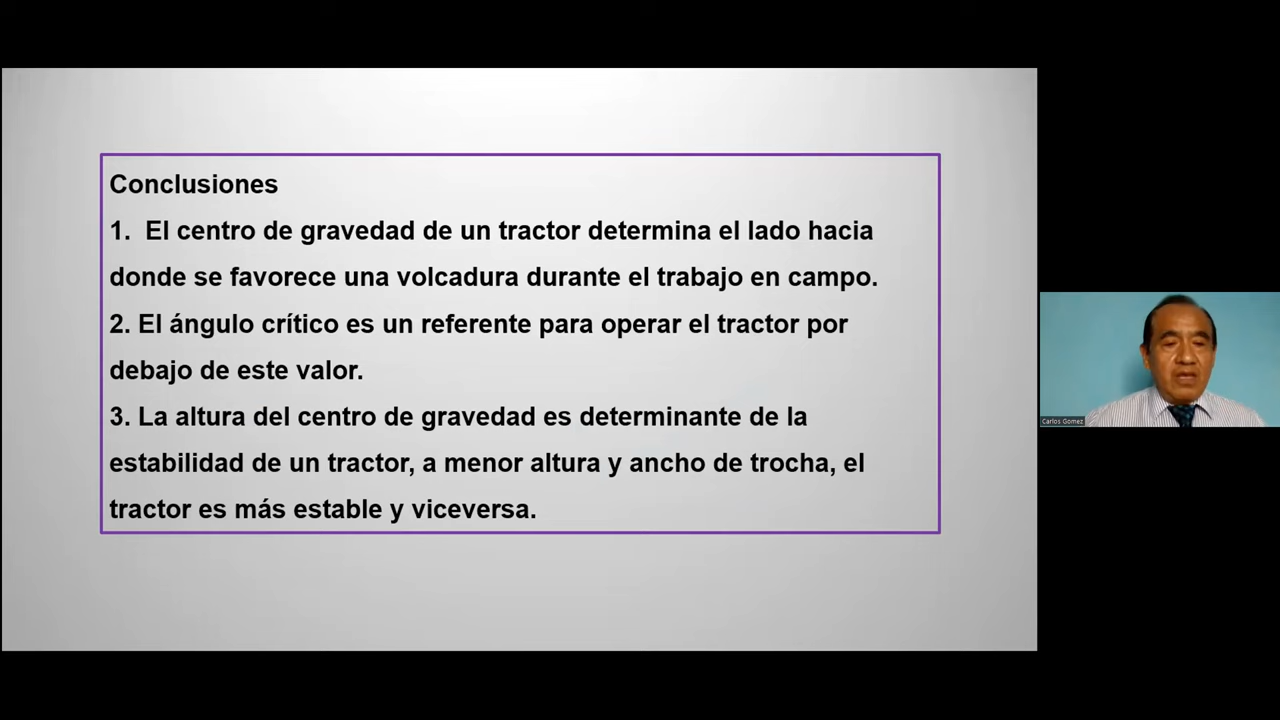 Conclusiones
1. El centro de gravedad de un tractor determina el lado hacia
donde se favorece una volcadura durante el trabajo en campo.
2. El ángulo crítico es un referente para operar el tractor por
debajo de este valor.
3. La altura del centro de gravedad es determinante de la
estabilidad de un tractor, a menor altura y ancho de trocha, el
tractor es más estable y viceversa.
Carlos Gomez